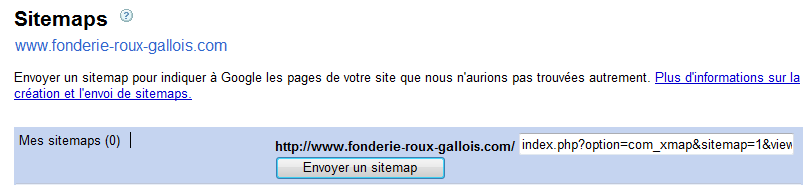 Sitemaps ?
www.fonderie-roux-gallois.com
Envoyer un sitemap pour indiquer à Google les pages de votre site que nous n'aurions pas trouvées autrement. Plus d'informations sur la
création et l'envoi de sitemaps.
Mes sitemaps (0)
http://www.fonderie-roux-gallois.com/ index.php?option=com_xmap&sitemap=1&view
Envoyer un sitemap